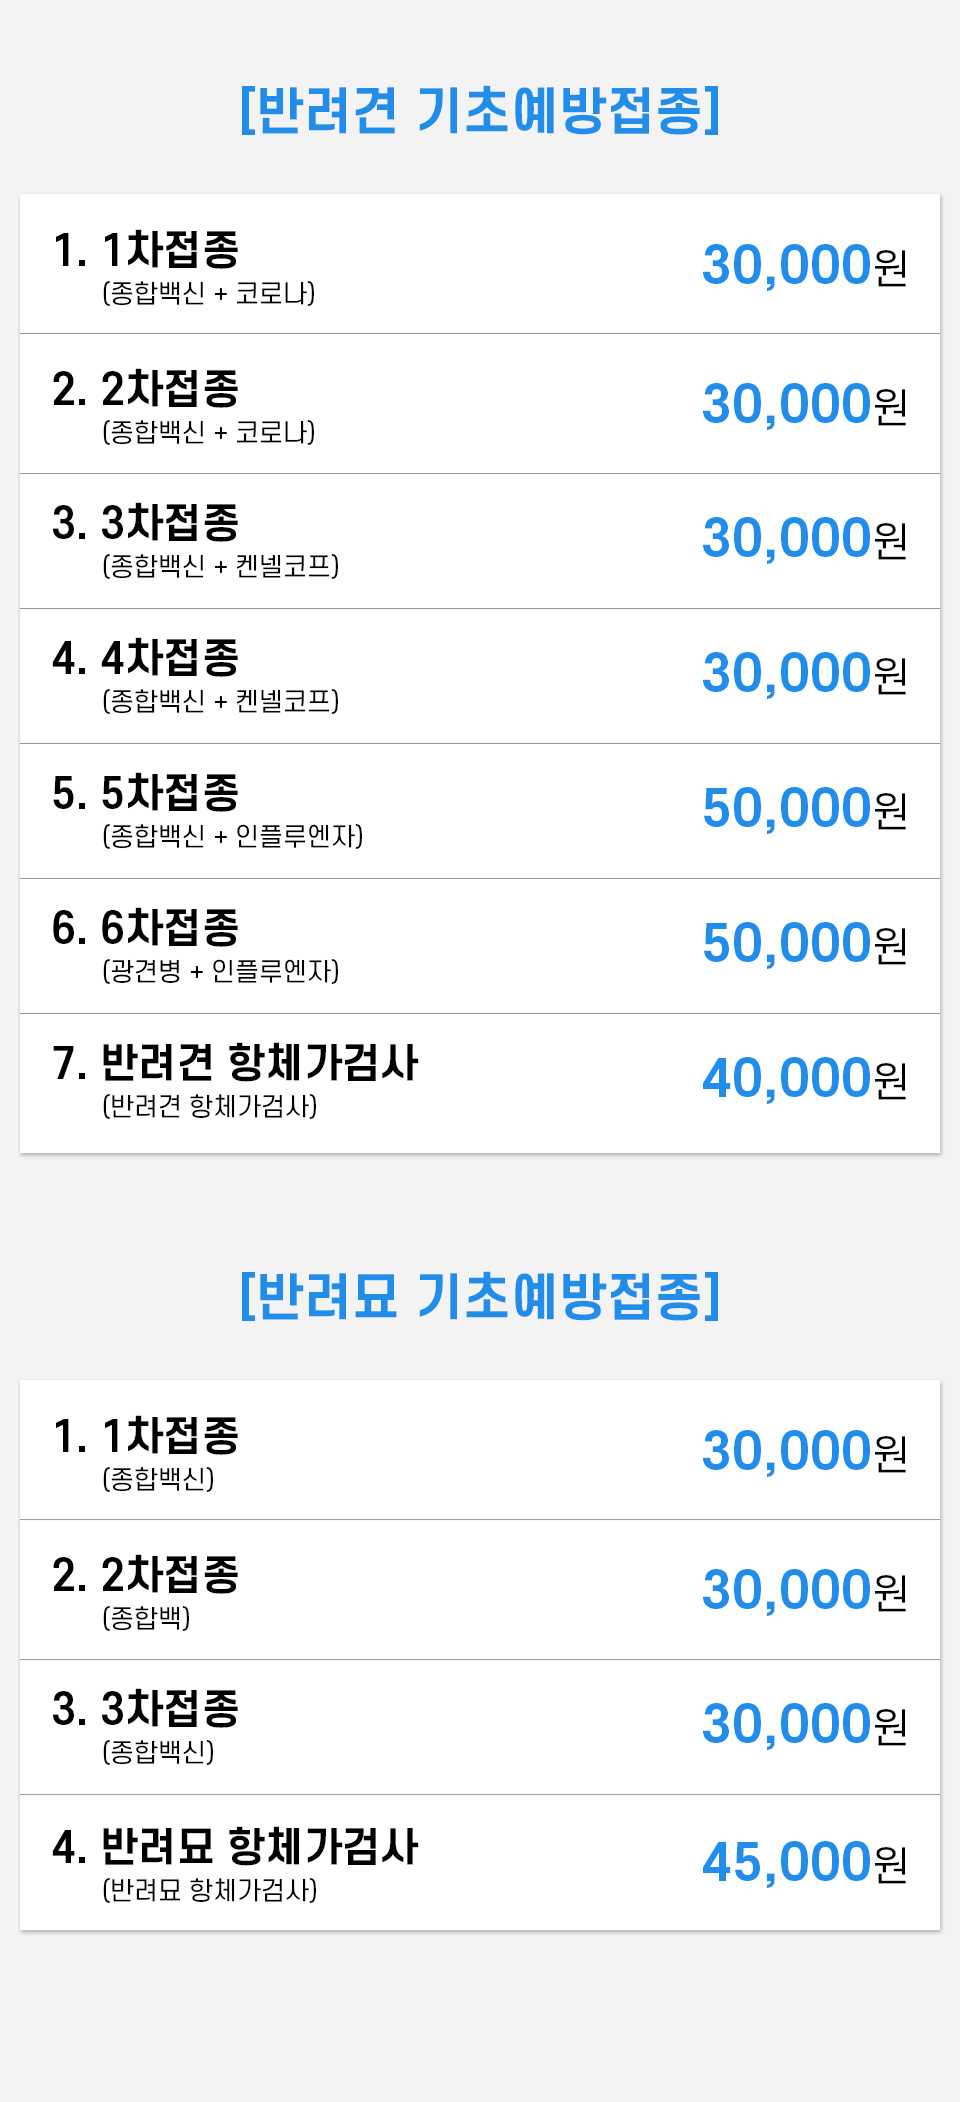 [반려견 기초예방접종]
1. 1차접종
(종합백신 + 코로나)
30,000원
2. 2차접종
(종합백신 + 코로나)
30,000원
3. 3차접종
(종합백신 + 켄넬코프)
30,000원
4. 4차접종
(종합백신 + 켄넬코프)
30,000원
5. 5차접종
(종합백신 + 인플루엔자)
50,000원
6. 6차접종
(광견병 + 인플루엔자)
50,000원
7. 반려견 항체가검사
(반려견 항체가검사)
40,000원
[반려묘 기초예방접종]
1. 1차접종
(종합백신)
30,000원
2. 2차접종
(종합백)
30,000원
3. 3차접종
(종합백신)
30,000원
4. 반려묘 항체가검사
(반려묘 항체가검사)
45,000원